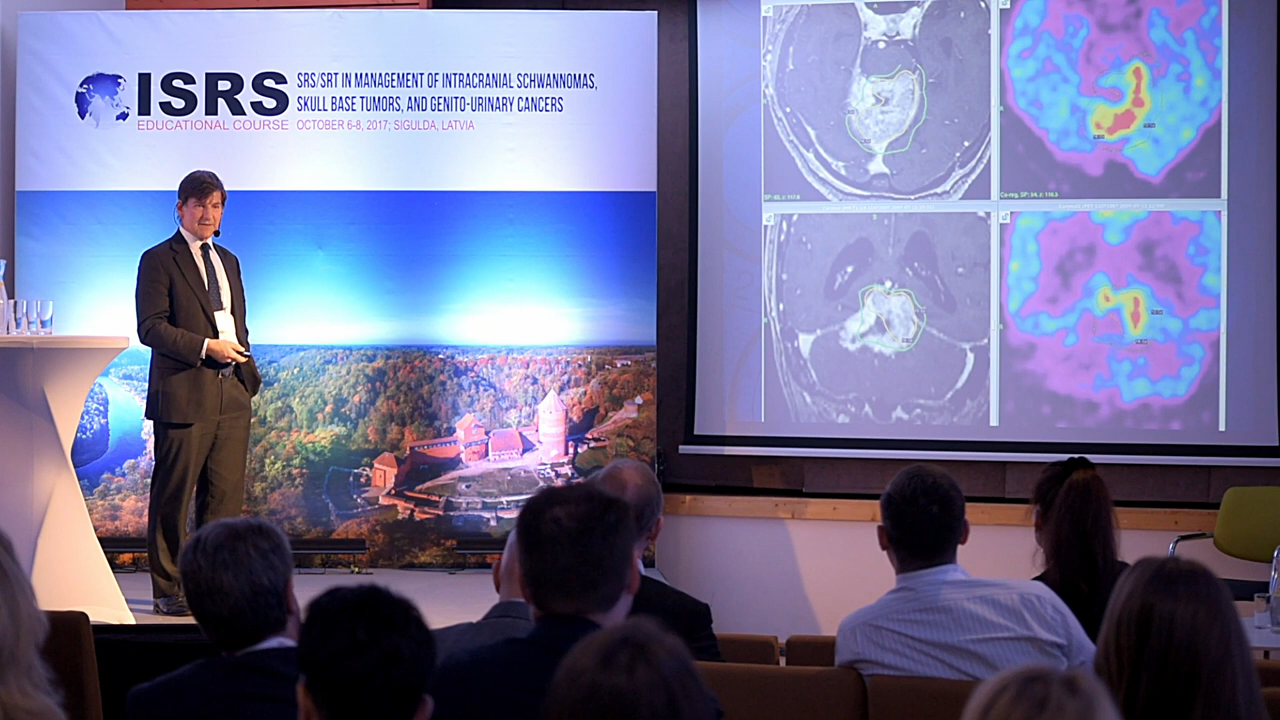 ISRS
EDUCATIONAL COURSE
SRS/SRT IN MANAGEMENT OF INTRACRANIAL SCHWANNOMAS,
SKULL BASE TUMORS, AND GENITO-URINARY CANCERS
OCTOBER 6-8, 2017; SIGULDA, LATVIA